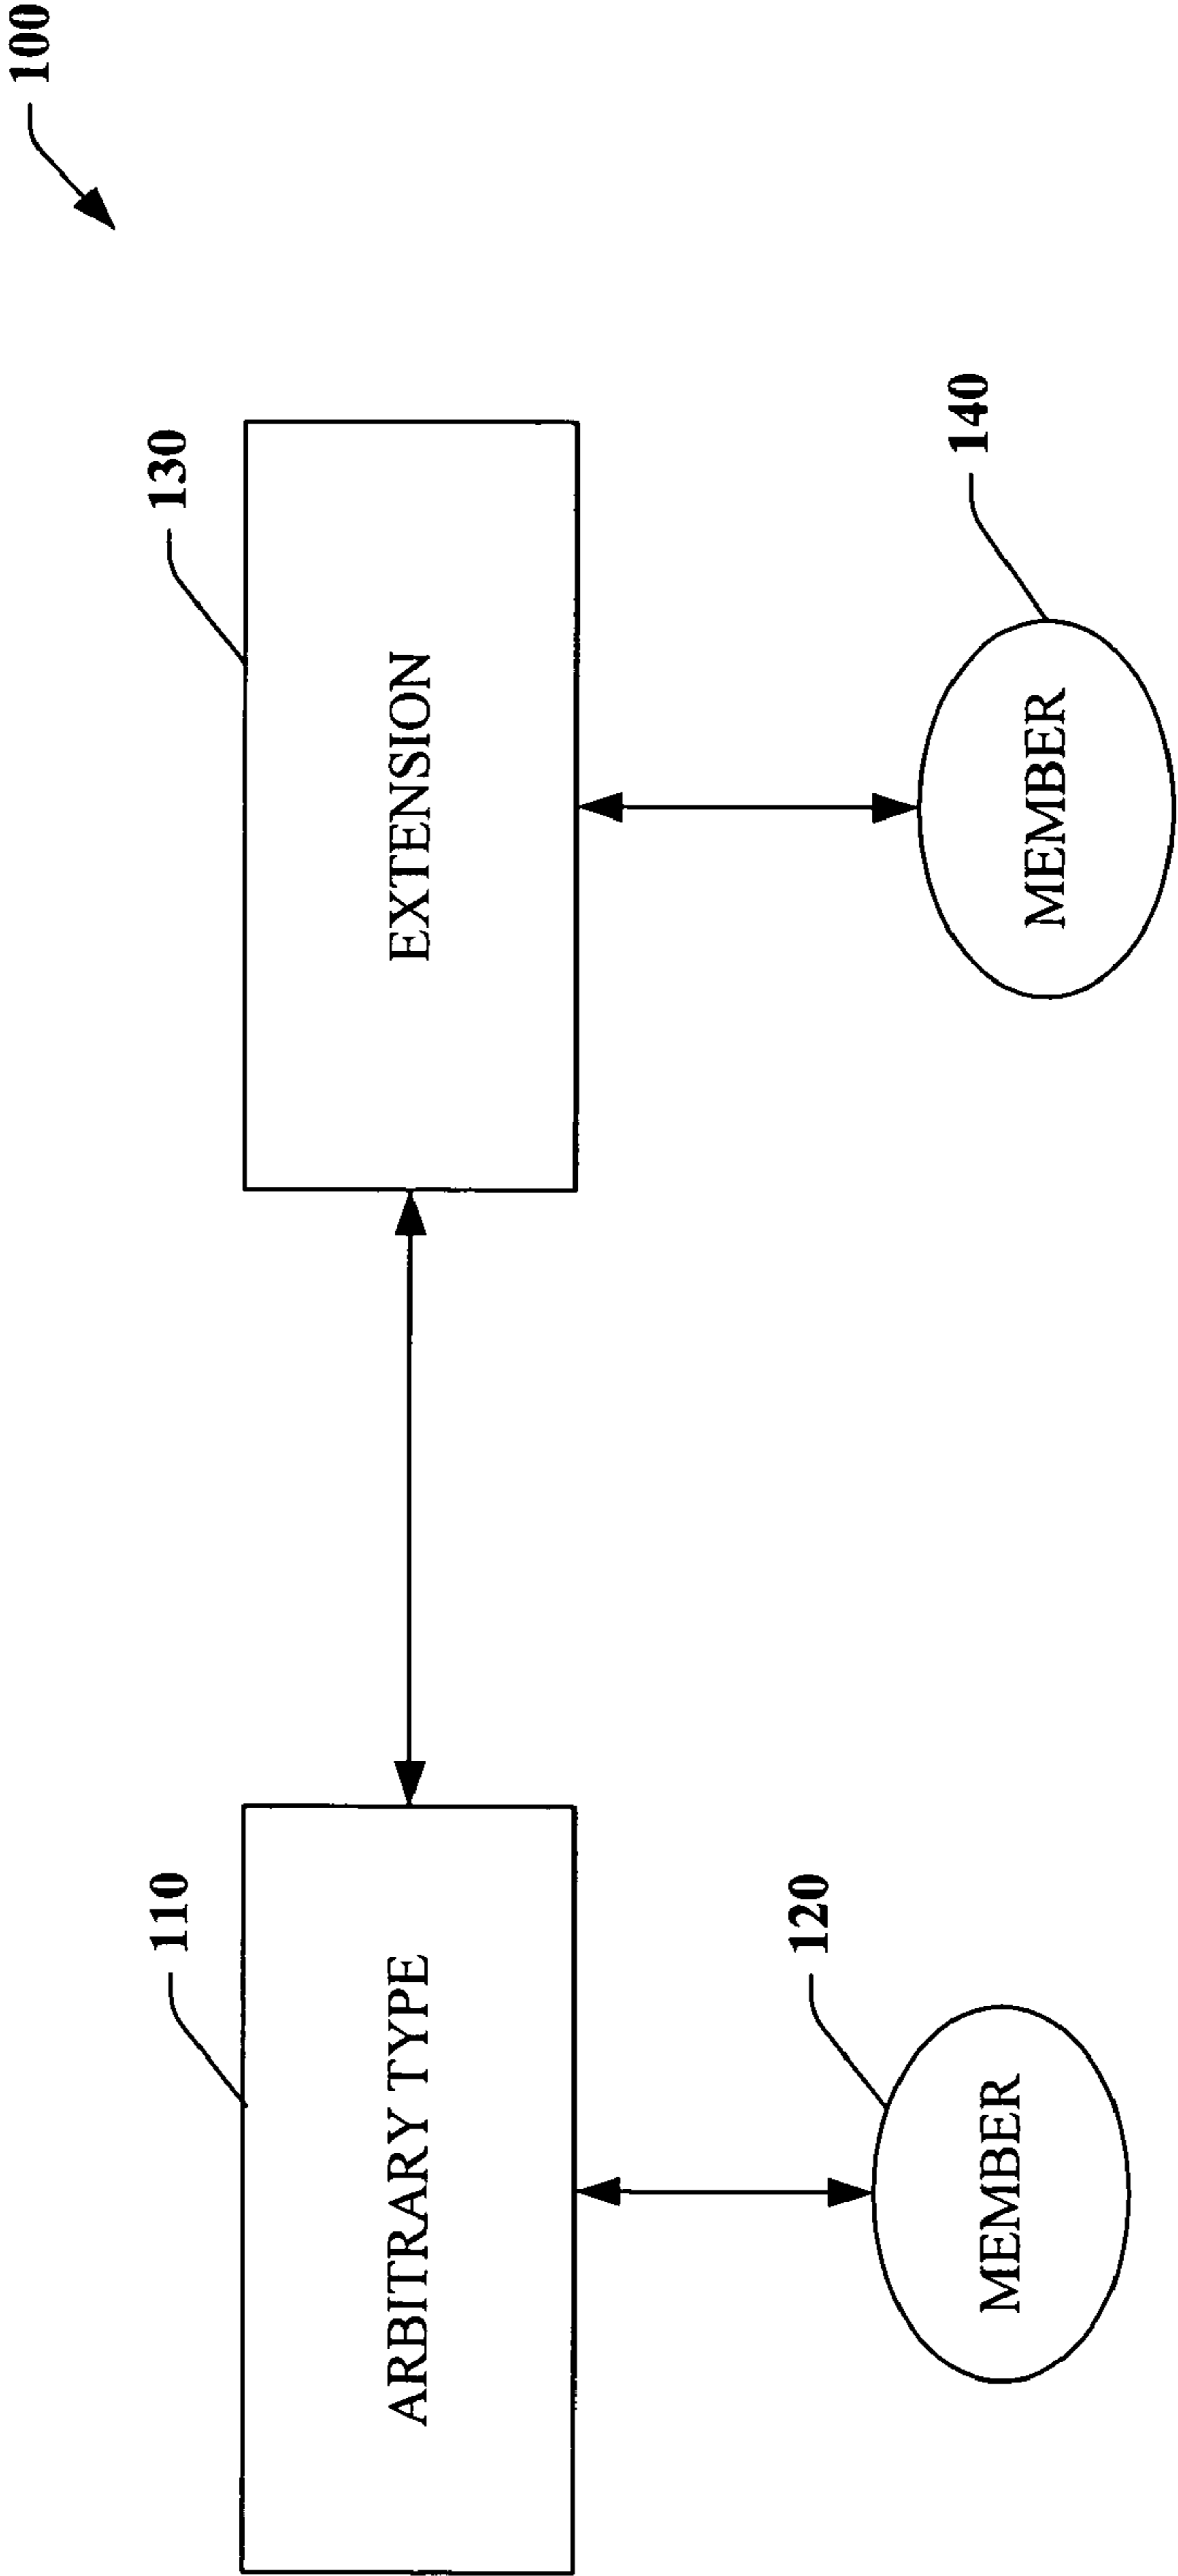 100
110
ARBITRARY TYPE
130
EXTENSION
120
MEMBER
140
MEMBER